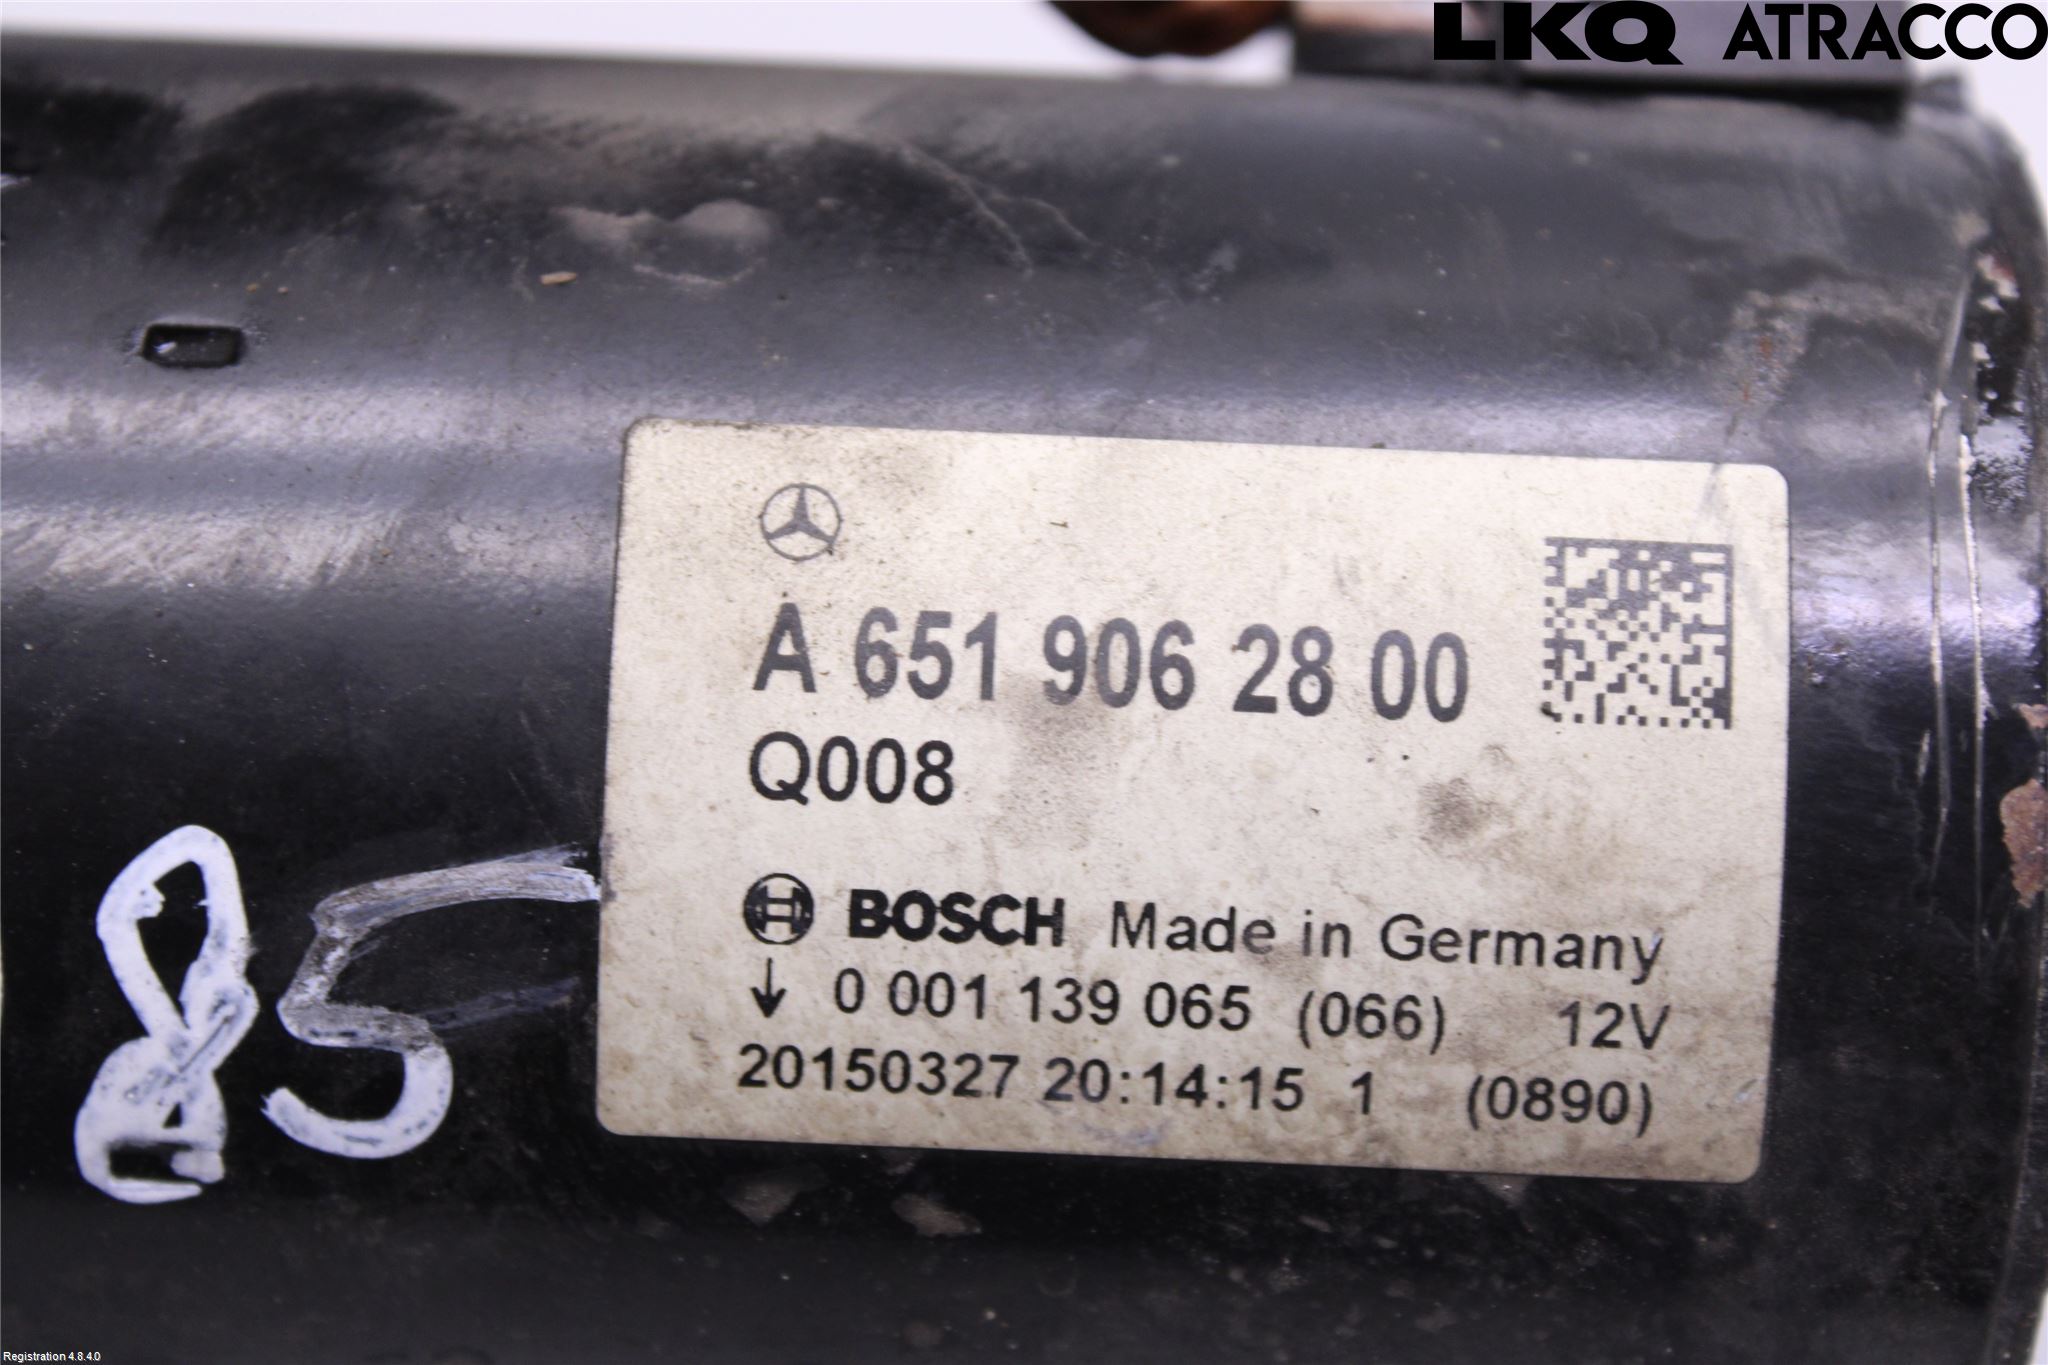 LKQ ATRACCO
A 651 906 28 00
Q008
BOSCH Made in Germany
↓ 0 001 139 065 (066) 12V
20150327 20:14:15 1 (0890)
85
Registration 4.8.4.0